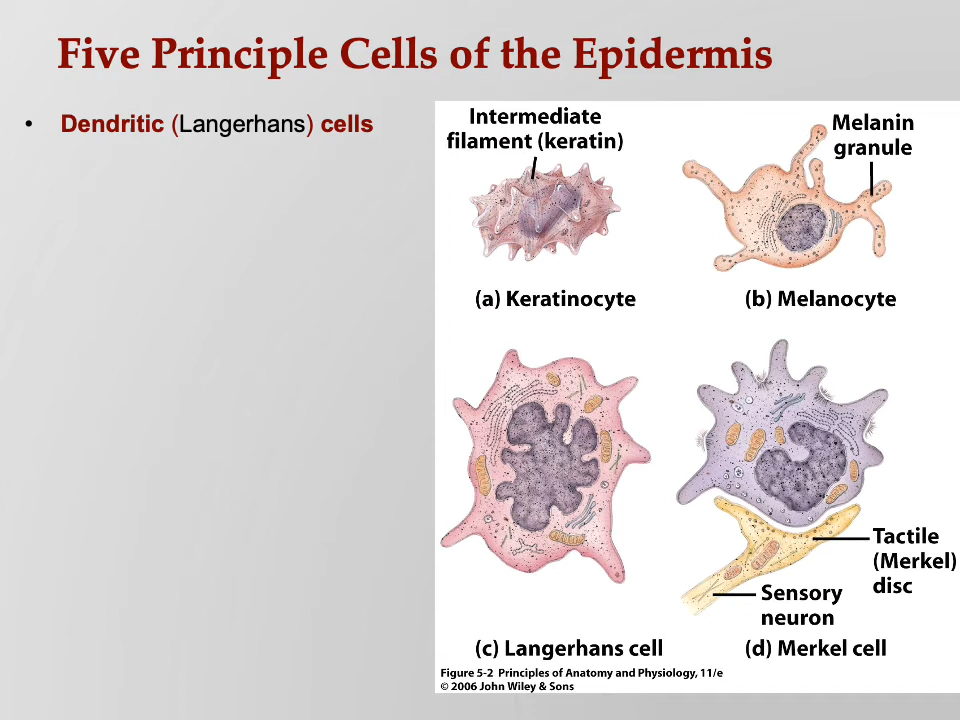 Five Principle Cells of the Epidermis
• Dendritic (Langerhans) cells
Intermediate
filament (keratin)
Melanin
granule
(a) Keratinocyte
(b) Melanocyte
Tactile
(Merkel)
disc
Sensory
neuron
(c) Langerhans cell
(d) Merkel cell
Figure 5-2 Principles of Anatomy and Physiology, 11/e
© 2006 John Wiley & Sons